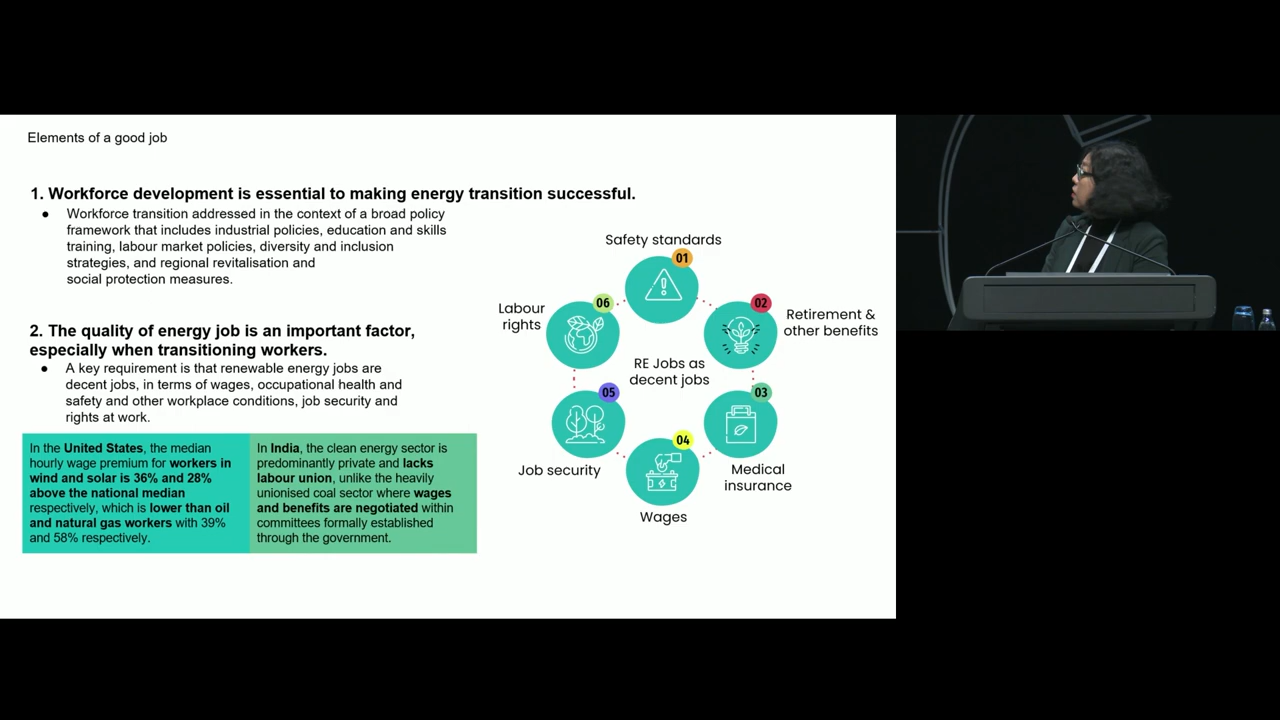 Elements of a good job
1. Workforce development is essential to making energy transition successful.
● Workforce transition addressed in the context of a broad policy
framework that includes industrial policies, education and skills
training, labour market policies, diversity and inclusion
strategies, and regional revitalisation and
social protection measures.
2. The quality of energy job is an important factor,
especially when transitioning workers.
● A key requirement is that renewable energy jobs are
decent jobs, in terms of wages, occupational health and
safety and other workplace conditions, job security and
rights at work.
In the United States, the median
hourly wage premium for workers in
wind and solar is 36% and 28%
above the national median
respectively, which is lower than oil
and natural gas workers with 39%
and 58% respectively.
In India, the clean energy sector is
predominantly private and lacks
labour union, unlike the heavily
unionised coal sector where wages
and benefits are negotiated within
committees formally established
through the government.
Safety standards
01
02
Retirement &
other benefits
03
Medical
insurance
04
Wages
05
Job security
06
Labour
rights
RE Jobs as
decent jobs